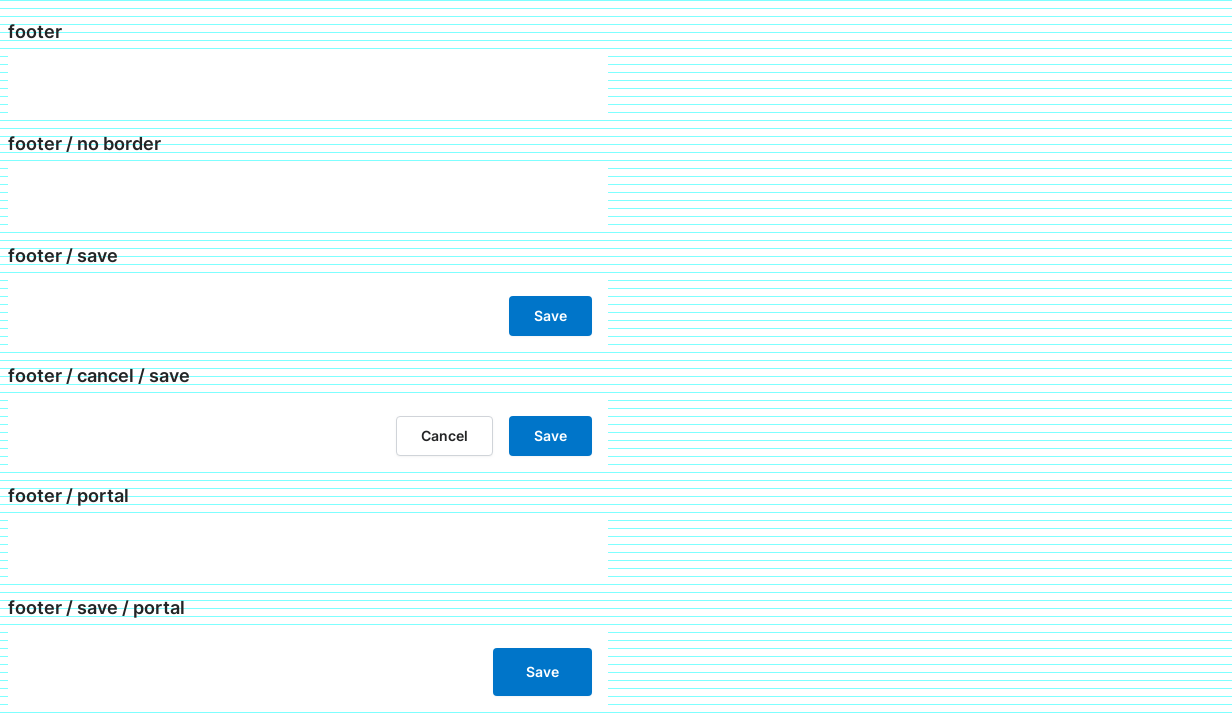 footer
footer / no border
footer / save
Save
footer / cancel / save
Cancel Save
footer / portal
footer / save / portal
Save